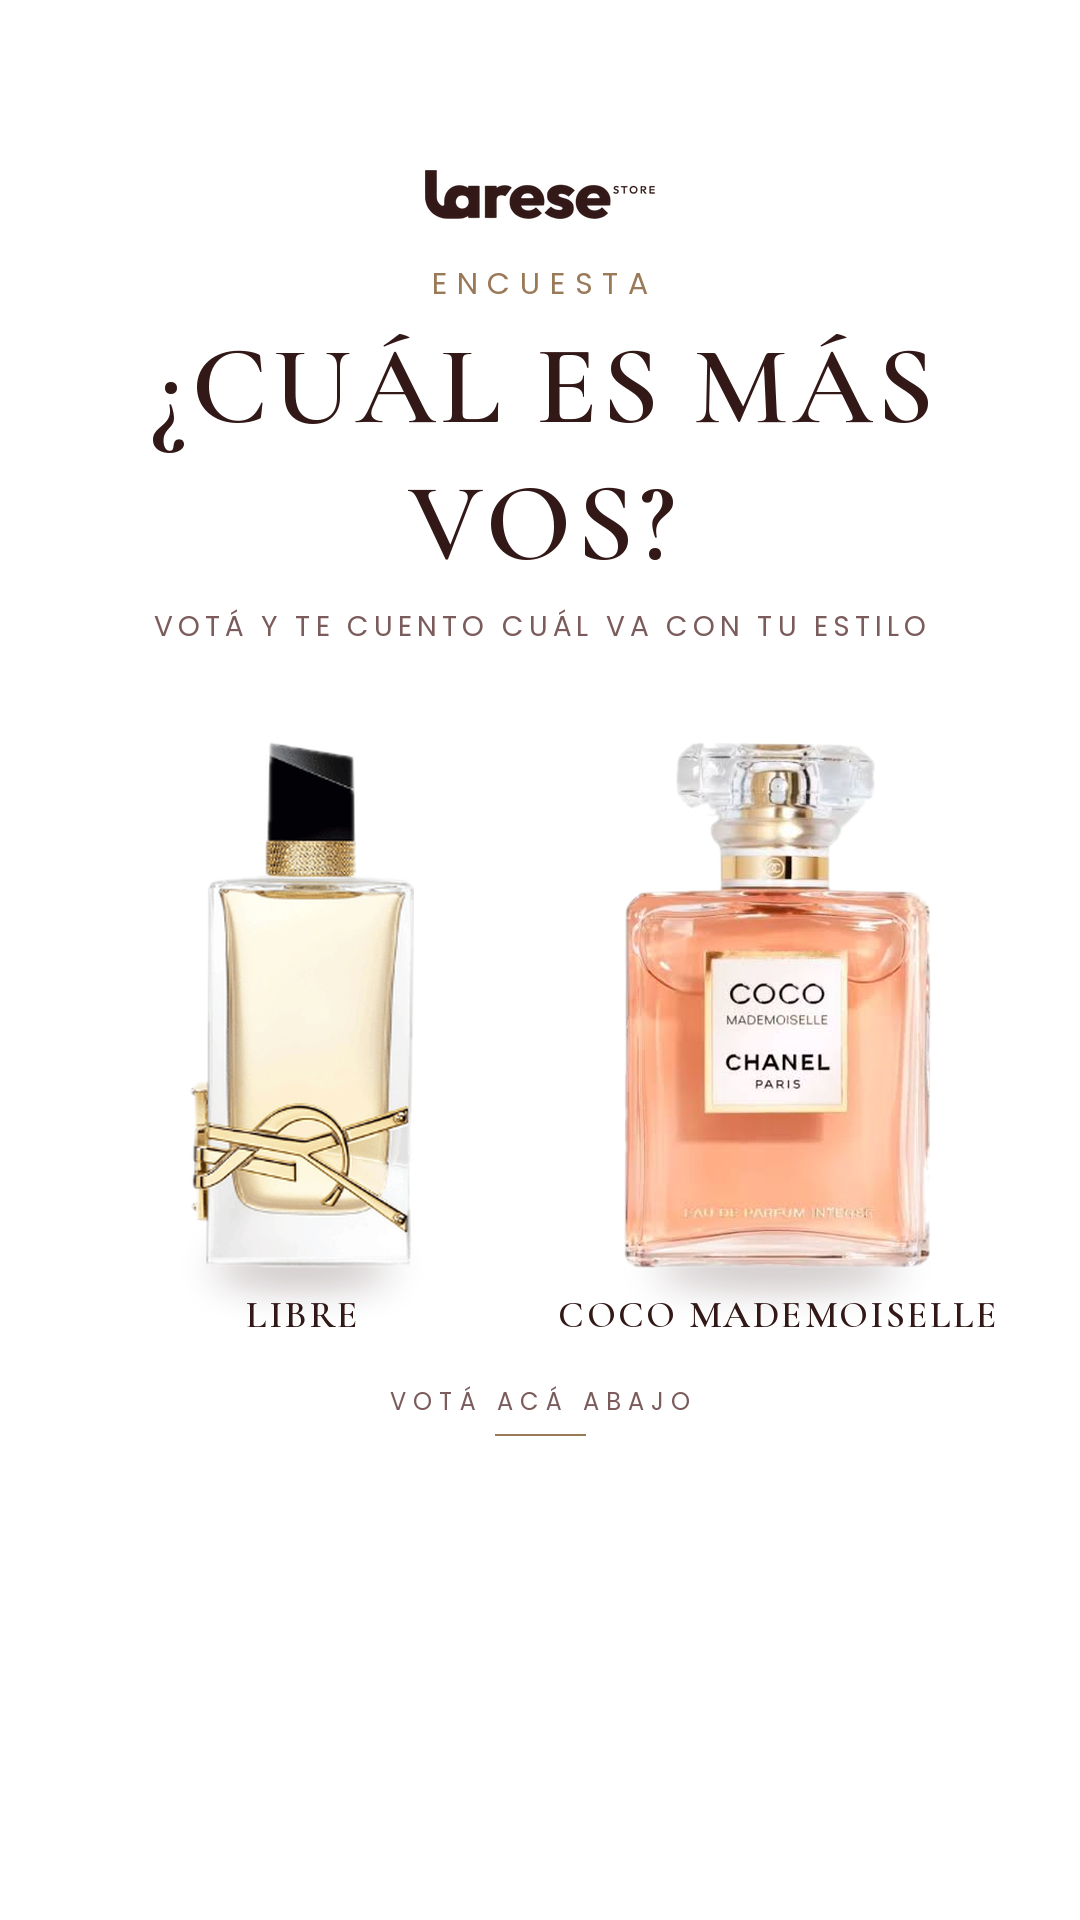 larese STORE
ENCUESTA
¿CUÁL ES MÁS
VOS?
VOTÁ Y TE CUENTO CUÁL VA CON TU ESTILO
COCO
MADEMOISELLE
CHANEL
PARIS
EAU DE PARFUM INTENSE
LIBRE
COCO MADEMOISELLE
VOTÁ ACÁ ABAJO